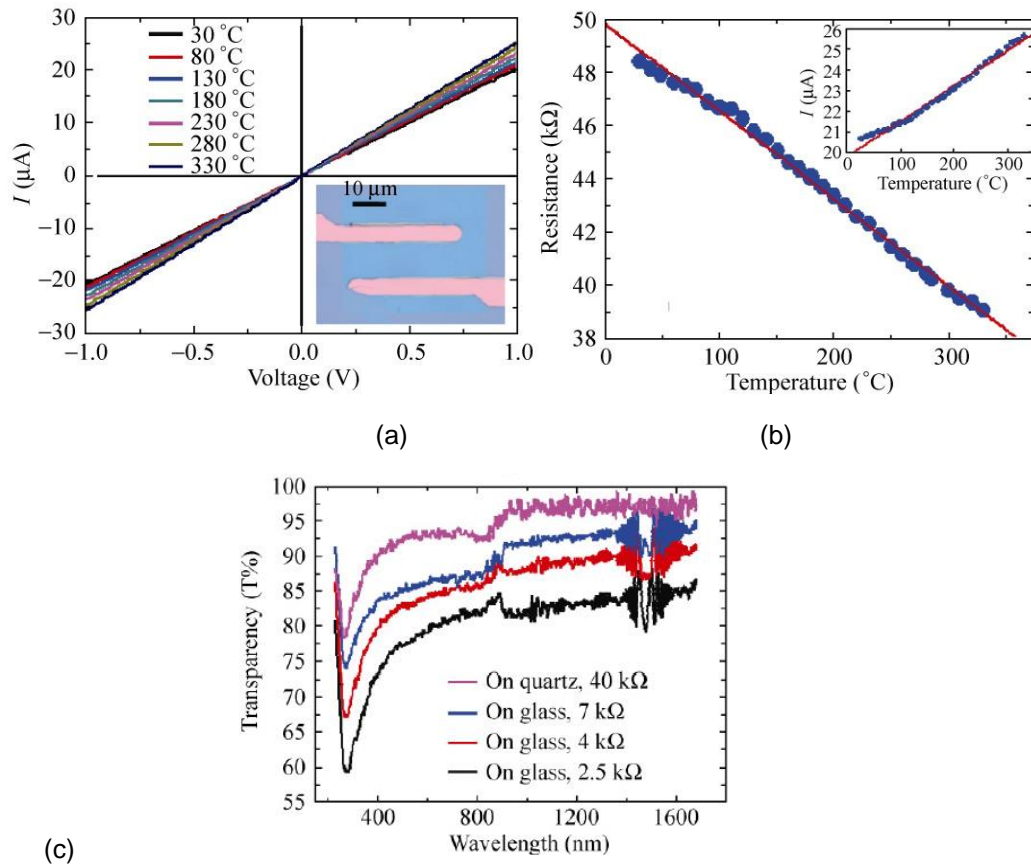 30
20
10
0
−10
−20
−30
I (µA)
30 °C
80 °C
130 °C
180 °C
230 °C
280 °C
330 °C
10 µm
−1.0 −0.5 0.0 0.5 1.0
Voltage (V)
(a)
50
48
46
44
42
40
38
Resistance (kΩ)
0 100 200 300
Temperature (°C)
26
25
24
23
22
21
20
I (µA)
0 100 200 300
Temperature (°C)
(b)
100
95
90
85
80
75
70
65
60
55
Transparency (T%)
On quartz, 40 kΩ
On glass, 7 kΩ
On glass, 4 kΩ
On glass, 2.5 kΩ
400 800 1200 1600
Wavelength (nm)
(c)